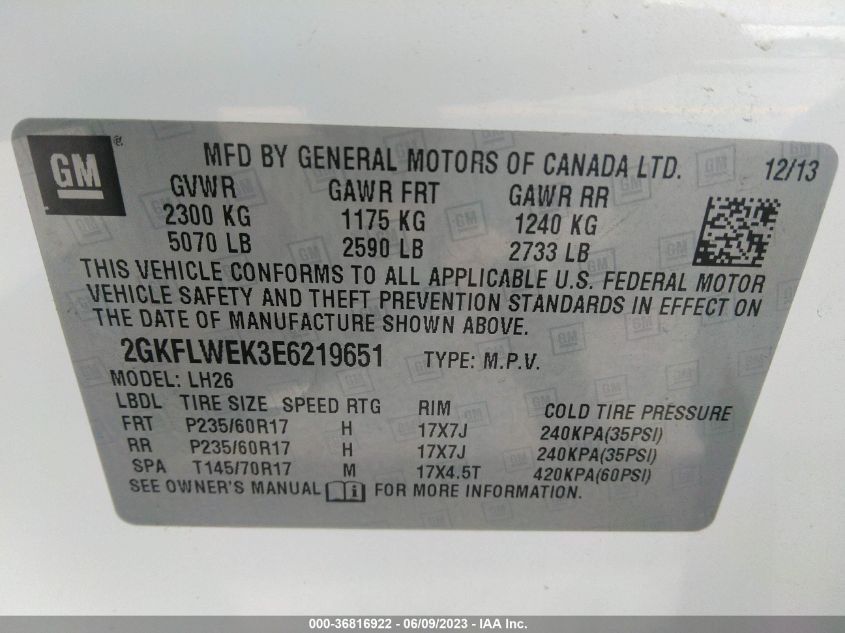 GM ® MFD BY GENERAL MOTORS OF CANADA LTD. 12/13
GVWR GAWR FRT GAWR RR
2300 KG 1175 KG 1240 KG
5070 LB 2590 LB 2733 LB
THIS VEHICLE CONFORMS TO ALL APPLICABLE U.S. FEDERAL MOTOR
VEHICLE SAFETY AND THEFT PREVENTION STANDARDS IN EFFECT ON
THE DATE OF MANUFACTURE SHOWN ABOVE.
2GKFLWEK3E6219651 TYPE: M.P.V.
MODEL: LH26
LBDL TIRE SIZE SPEED RTG RIM COLD TIRE PRESSURE
FRT P235/60R17 H 17X7J 240KPA(35PSI)
RR P235/60R17 H 17X7J 240KPA(35PSI)
SPA T145/70R17 M 17X4.5T 420KPA(60PSI)
SEE OWNER'S MANUAL FOR MORE INFORMATION.
000-36816922 - 06/09/2023 - IAA Inc.